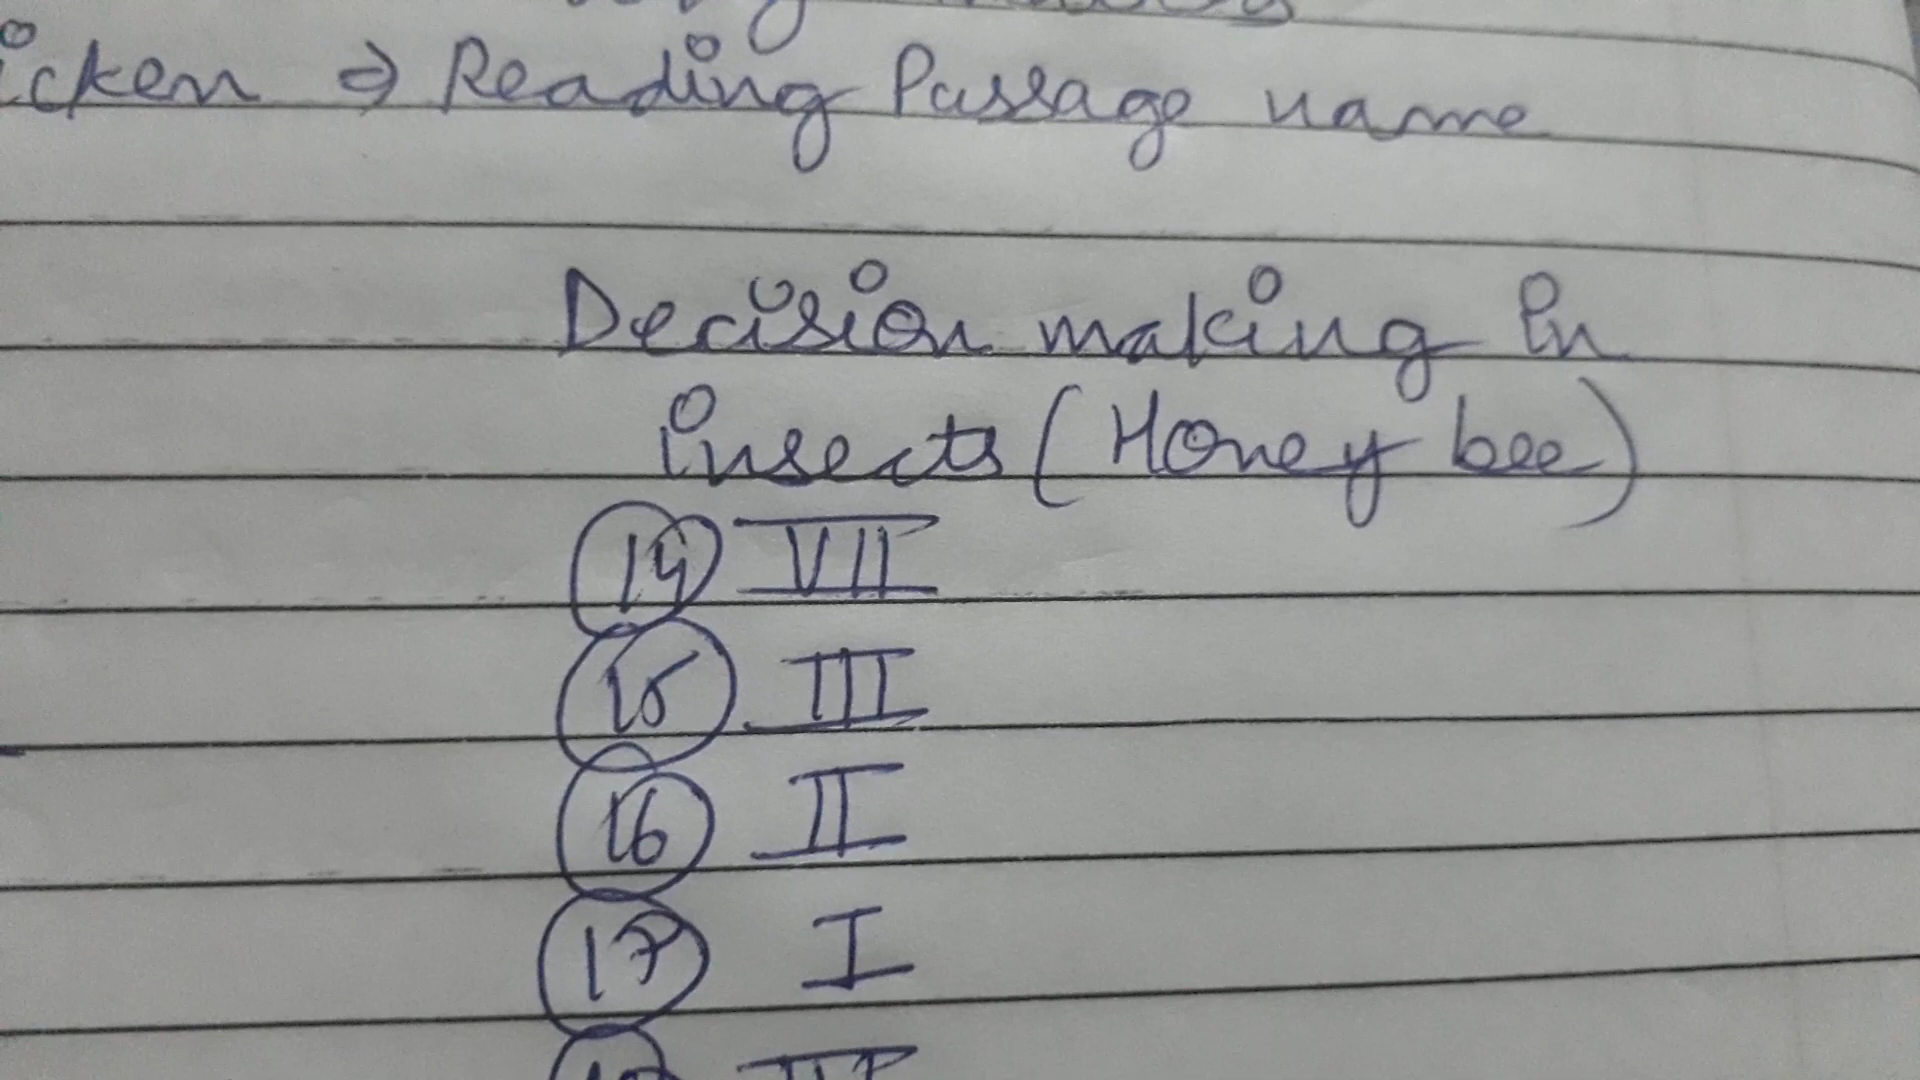 icken ⇒ Reading Passage name
Decision making in
insects (Honey bee)
14 VII
15 III
16 II
17 I